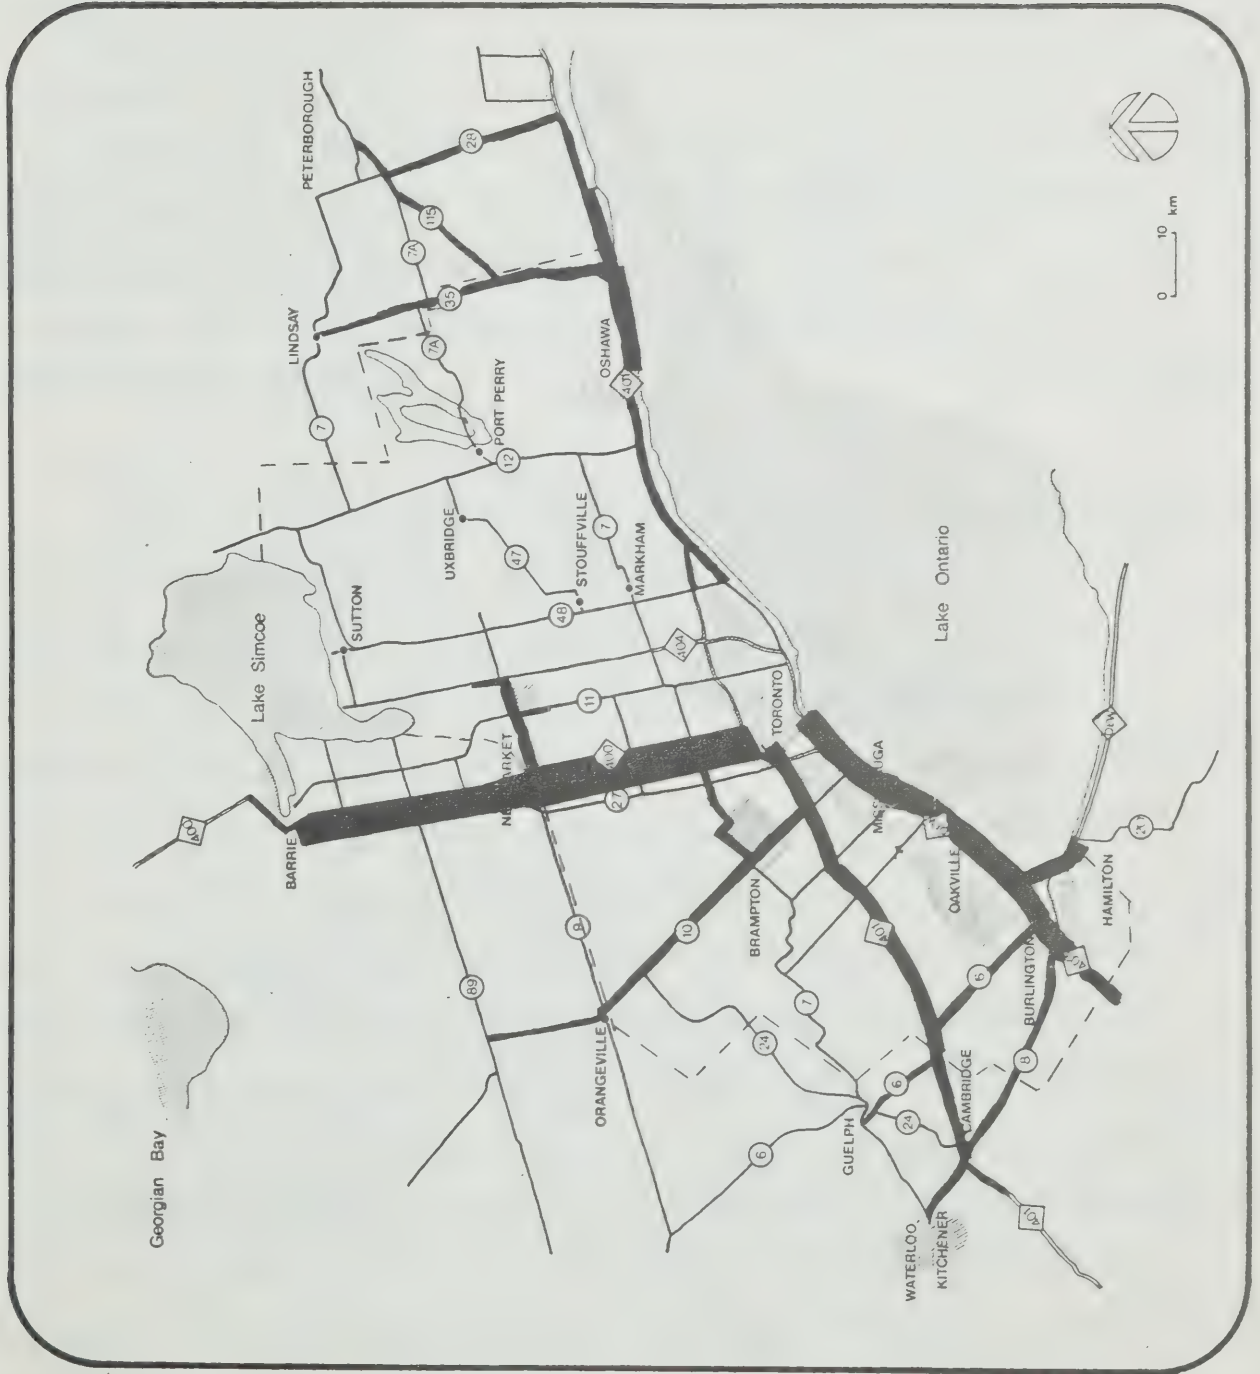 Georgian Bay
Lake Simcoe
Lake Ontario
BARRIE
400
89
SUTTON
7
LINDSAY
PETERBOROUGH
28
115
7A
7A
35
PORT PERRY
12
UXBRIDGE
47
STOUFFVILLE
7
MARKHAM
48
404
11
400
27
9
10
ORANGEVILLE
BRAMPTON
TORONTO
OSHAWA
401
OAKVILLE
401
7
24
6
6
24
GUELPH
CAMBRIDGE
6
8
BURLINGTON
HAMILTON
WATERLOO
KITCHENER
401
0 10 km